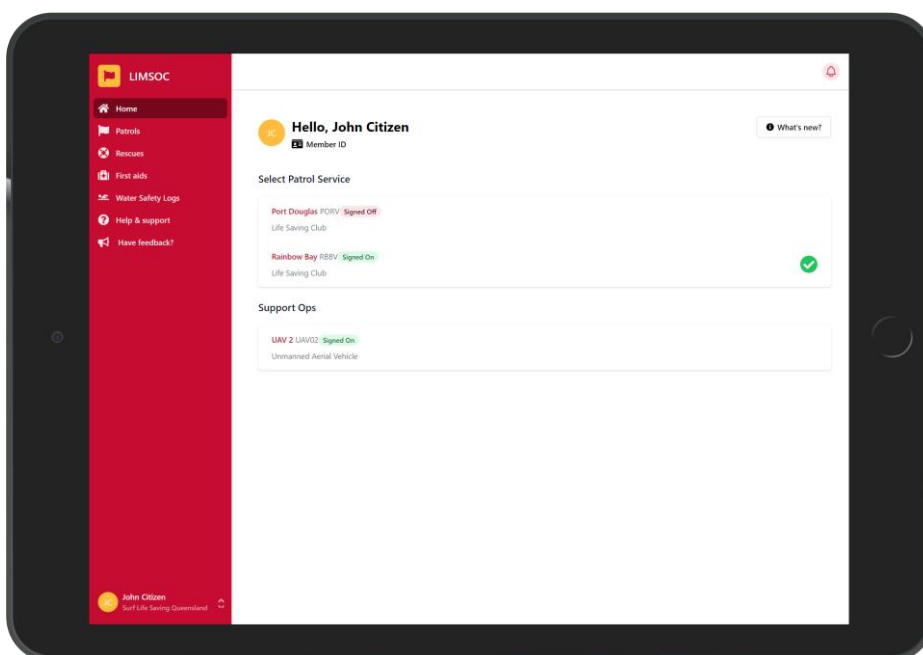 LIMSOC
Home
Patrols
Rescues
First aids
Water Safety Logs
Help & support
Have feedback?
JC
John Citizen
Surf Life Saving Queensland
JC
Hello, John Citizen
Member ID
What's new?
Select Patrol Service
Port Douglas PORV Signed Off
Life Saving Club
Rainbow Bay RBBV Signed On
Life Saving Club
Support Ops
UAV 2 UAV02 Signed On
Unmanned Aerial Vehicle